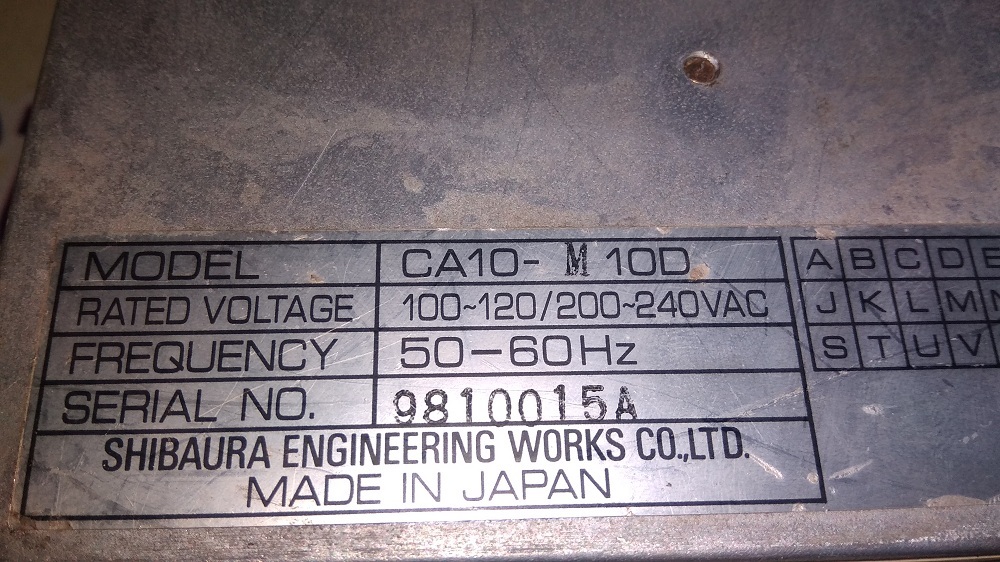 MODEL CA10- M 10D
RATED VOLTAGE 100~120/200~240VAC
FREQUENCY 50-60Hz
SERIAL NO. 9810015A
SHIBAURA ENGINEERING WORKS CO.,LTD.
MADE IN JAPAN
A B C D E
J K L M
S T U V